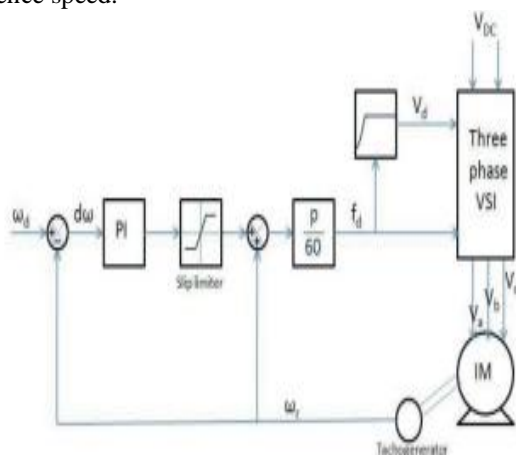 ence speed.
V_DC
V_d
Three
phase
VSI
ω_d
+
−
dω
PI
Slip limiter
+
+
p
60
f_d
V_a
V_b
IM
ω_r
Tachogenerator